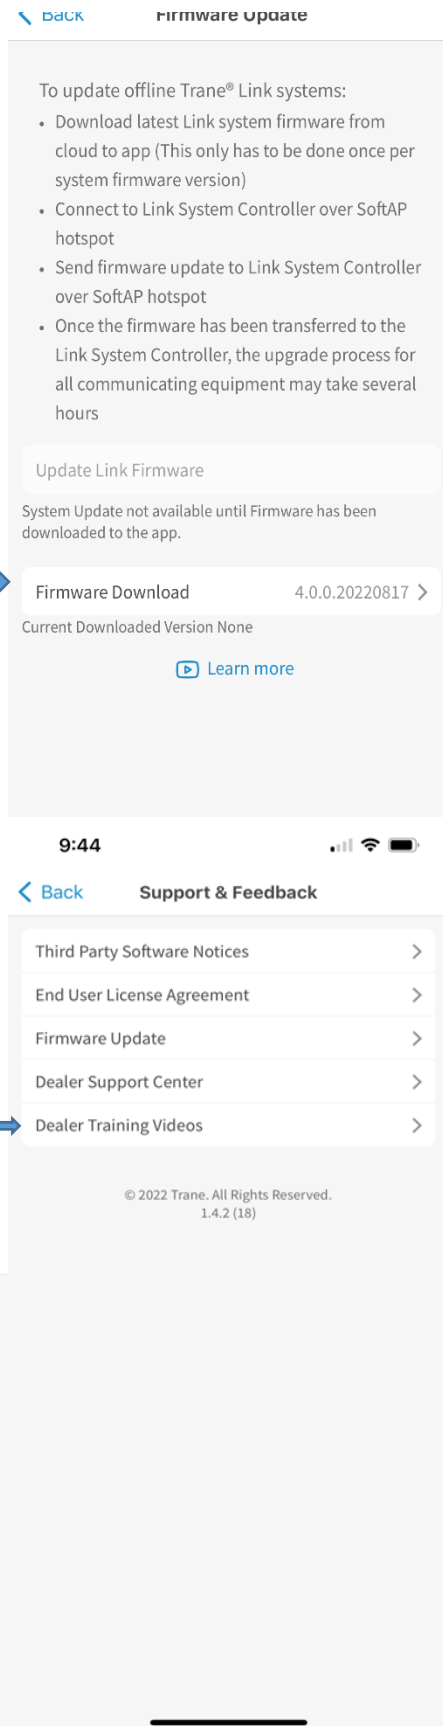 Back Firmware Update
To update offline Trane® Link systems:
• Download latest Link system firmware from
cloud to app (This only has to be done once per
system firmware version)
• Connect to Link System Controller over SoftAP
hotspot
• Send firmware update to Link System Controller
over SoftAP hotspot
• Once the firmware has been transferred to the
Link System Controller, the upgrade process for
all communicating equipment may take several
hours
Update Link Firmware
System Update not available until Firmware has been
downloaded to the app.
Firmware Download 4.0.0.20220817
Current Downloaded Version None
Learn more
9:44
Back Support & Feedback
Third Party Software Notices
End User License Agreement
Firmware Update
Dealer Support Center
Dealer Training Videos
© 2022 Trane. All Rights Reserved.
1.4.2 (18)